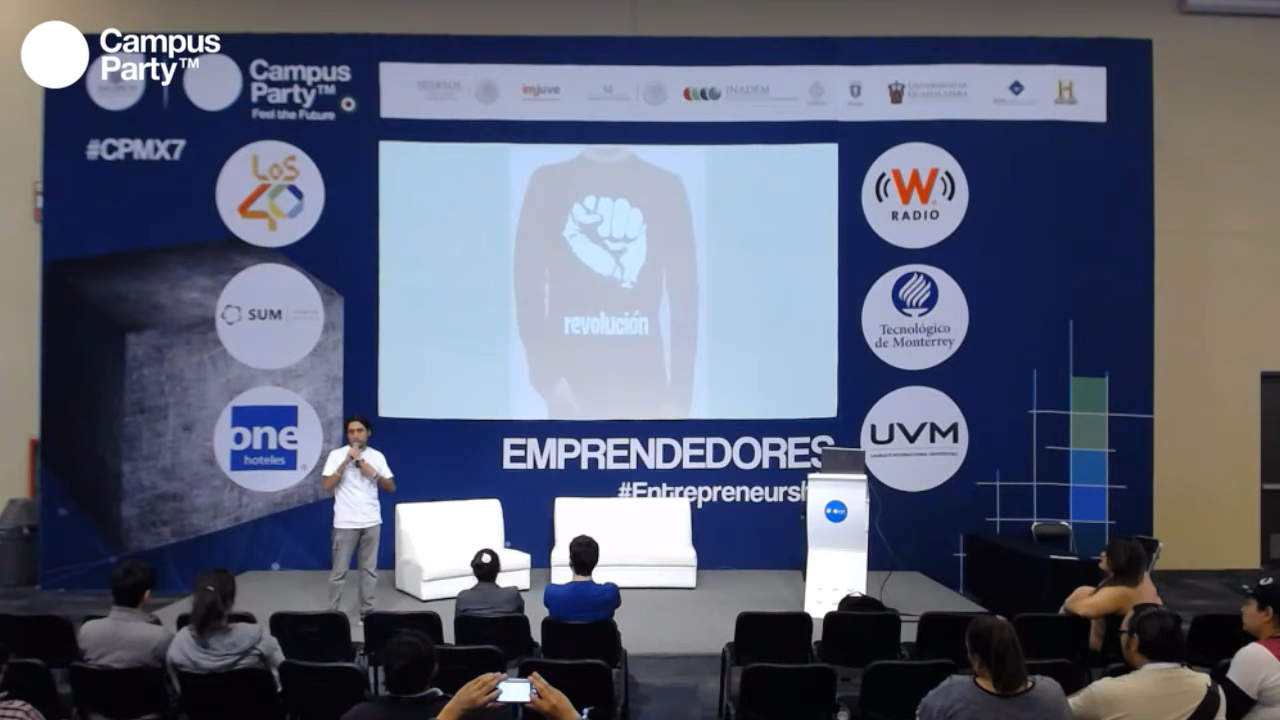 Campus
Party™
Campus
Party™
Feel the Future
#CPMX7
imjuve
INADEM
LOS
40
SUM
one
hoteles
revolución
W
RADIO
Tecnológico
de Monterrey
UVM
EMPRENDEDORES
#Entrepreneursh